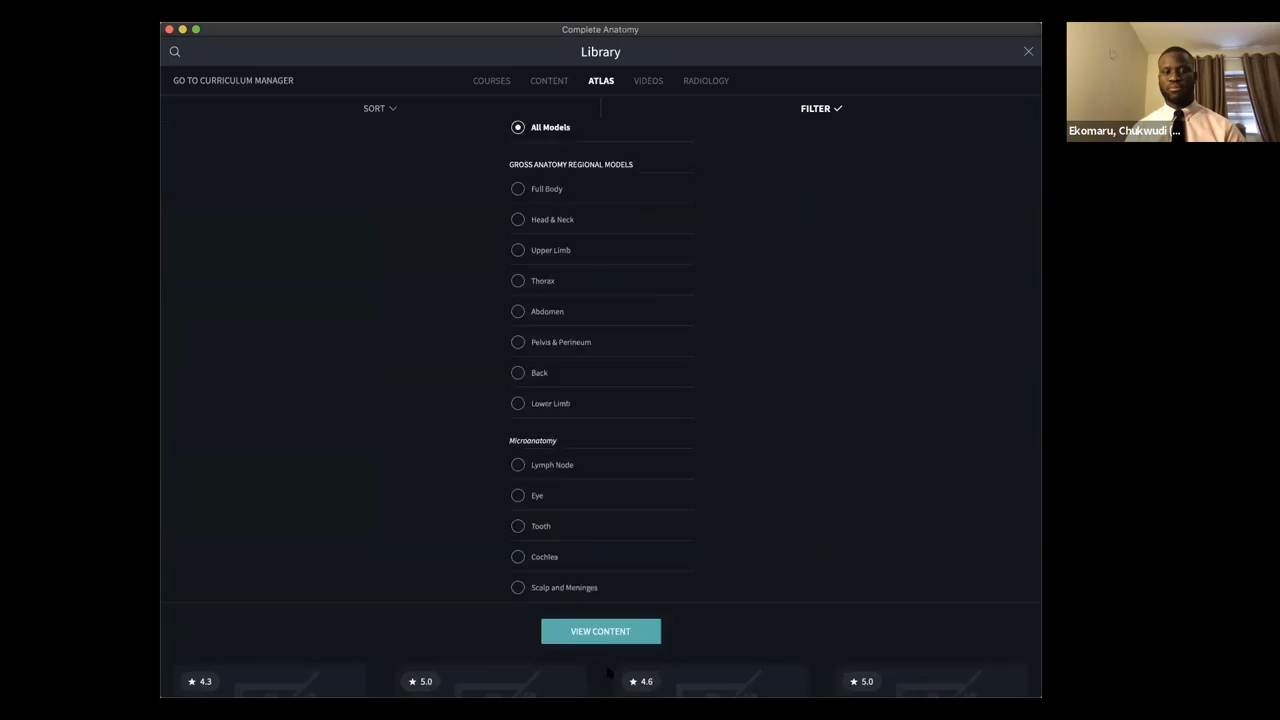 Complete Anatomy
Library
GO TO CURRICULUM MANAGER
COURSES
CONTENT
ATLAS
VIDEOS
RADIOLOGY
SORT
FILTER
All Models
GROSS ANATOMY REGIONAL MODELS
Full Body
Head & Neck
Upper Limb
Thorax
Abdomen
Pelvis & Perineum
Back
Lower Limb
Microanatomy
Lymph Node
Eye
Tooth
Cochlea
Scalp and Meninges
VIEW CONTENT
★ 4.3
★ 5.0
★ 4.6
★ 5.0
Ekomaru, Chukwudi (...